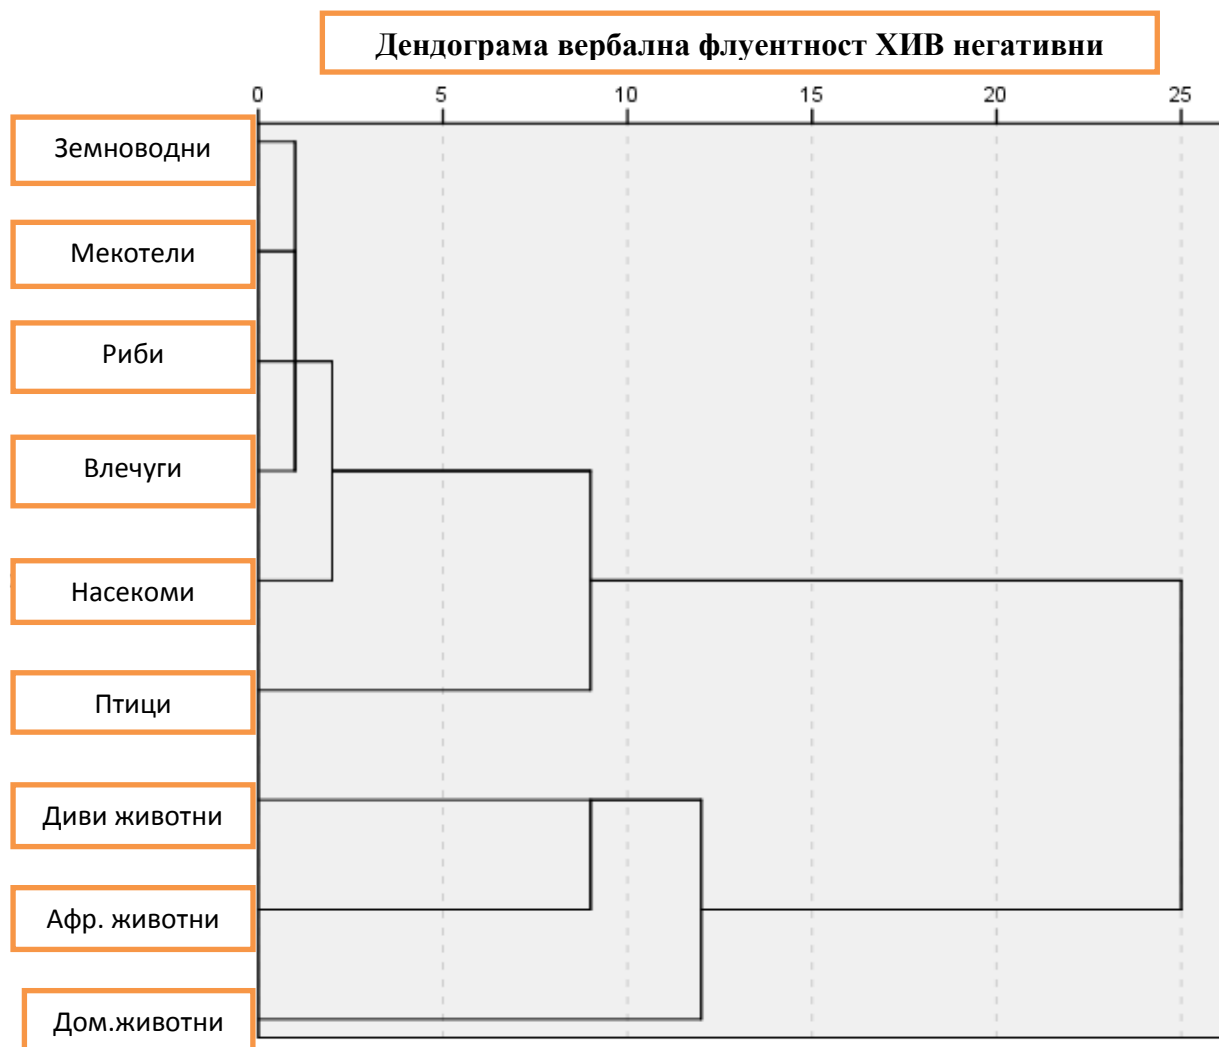 Дендограма вербална флуентност ХИВ негативни
0 5 10 15 20 25
Земноводни
Мекотели
Риби
Влечуги
Насекоми
Птици
Диви животни
Афр. животни
Дом.животни